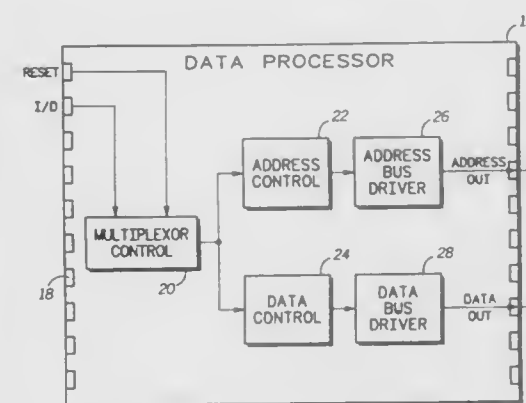 DATA PROCESSOR
RESET
I/D
22
26
ADDRESS
CONTROL
ADDRESS
BUS
DRIVER
ADDRESS
OUT
MULTIPLEXOR
CONTROL
18
20
24
28
DATA
CONTROL
DATA
BUS
DRIVER
DATA
OUT